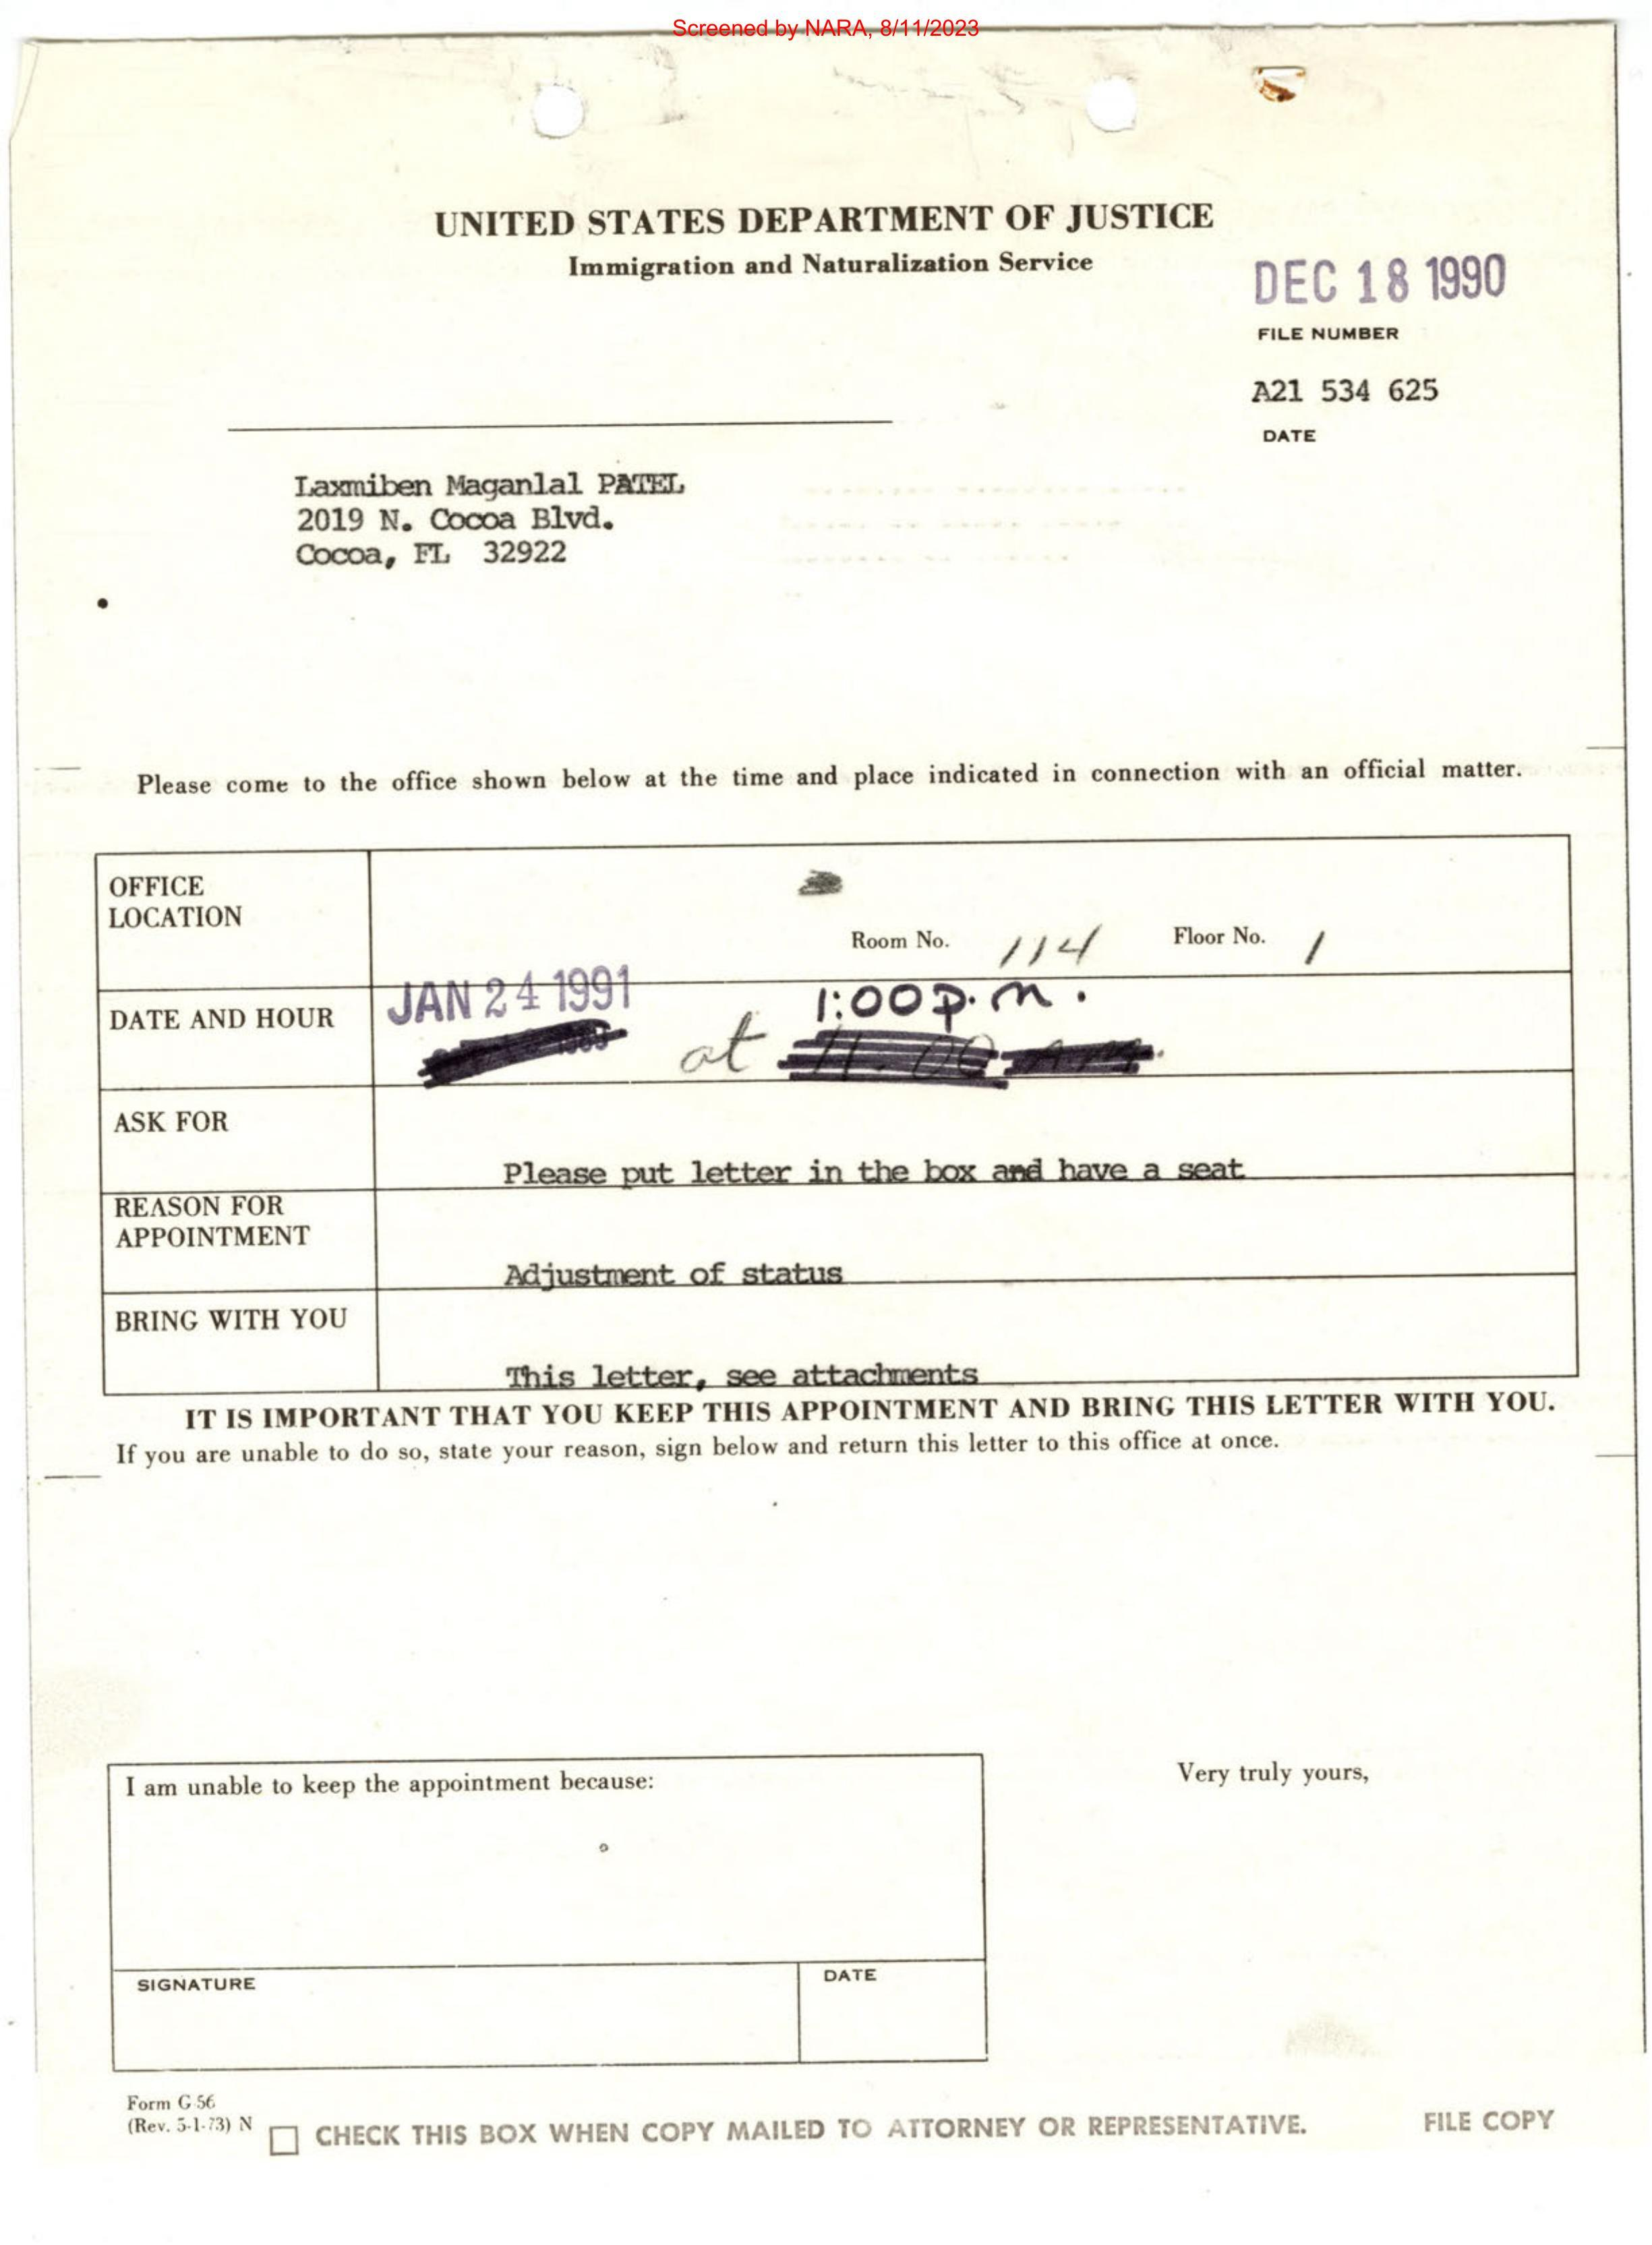 Screened by NARA, 8/11/2023
UNITED STATES DEPARTMENT OF JUSTICE
Immigration and Naturalization Service
DEC 18 1990
FILE NUMBER
A21 534 625
DATE
Laxmiben Maganlal PATEL
2019 N. Cocoa Blvd.
Cocoa, FL 32922
Please come to the office shown below at the time and place indicated in connection with an official matter.
OFFICE
LOCATION
Room No. 114 Floor No. 1
DATE AND HOUR
JAN 24 1991
1:00 p.m.
at 11:00 AM.
ASK FOR
Please put letter in the box and have a seat
REASON FOR
APPOINTMENT
Adjustment of status
BRING WITH YOU
This letter, see attachments
IT IS IMPORTANT THAT YOU KEEP THIS APPOINTMENT AND BRING THIS LETTER WITH YOU.
If you are unable to do so, state your reason, sign below and return this letter to this office at once.
I am unable to keep the appointment because:
Very truly yours,
SIGNATURE
DATE
Form G-56
(Rev. 5-1-73) N
CHECK THIS BOX WHEN COPY MAILED TO ATTORNEY OR REPRESENTATIVE.
FILE COPY